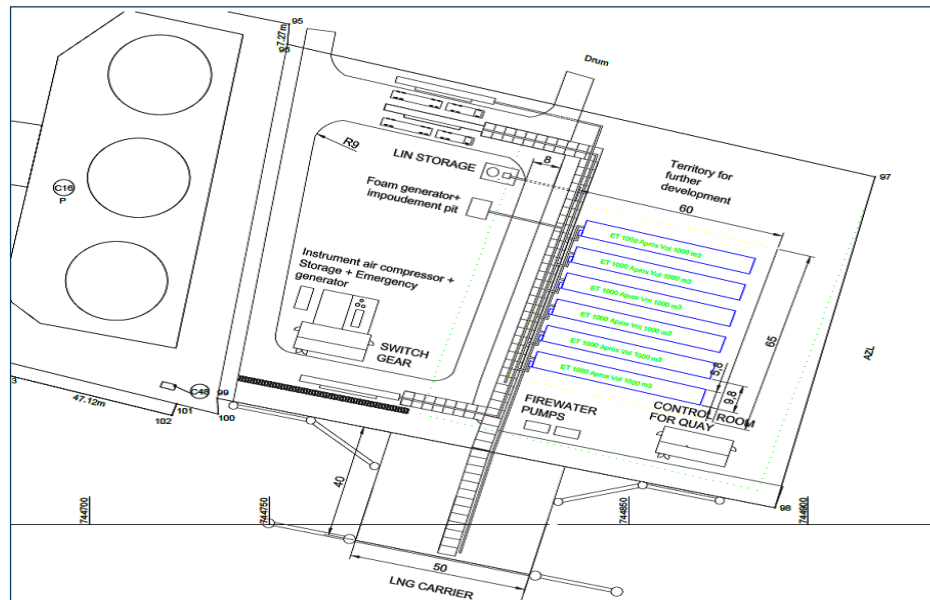 95
7.27m
96
Drum
97
R9
LIN STORAGE
8
Territory for
further
development
60
C16
P
Foam generator+
impoudement pit
ET 1000 Aprox Vol 1000 m3
ET 1000 Aprox Vol 1000 m3
ET 1000 Aprox Vol 1000 m3
ET 1000 Aprox Vol 1000 m3
ET 1000 Aprox Vol 1000 m3
ET 1000 Aprox Vol 1000 m3
Instrument air compressor +
Storage + Emergency
generator
65
AZL
SWITCH
GEAR
5,8
9,8
3
47.12m
C48
99
101
102
100
FIREWATER
PUMPS
CONTROL ROOM
FOR QUAY
40
98
744700
744750
744850
744900
50
LNG CARRIER